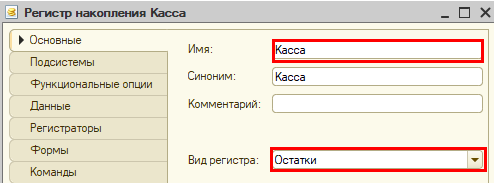 Регистр накопления Касса
Основные
Подсистемы
Функциональные опции
Данные
Регистраторы
Формы
Команды
Имя: Касса
Синоним: Касса
Комментарий:
Вид регистра: Остатки